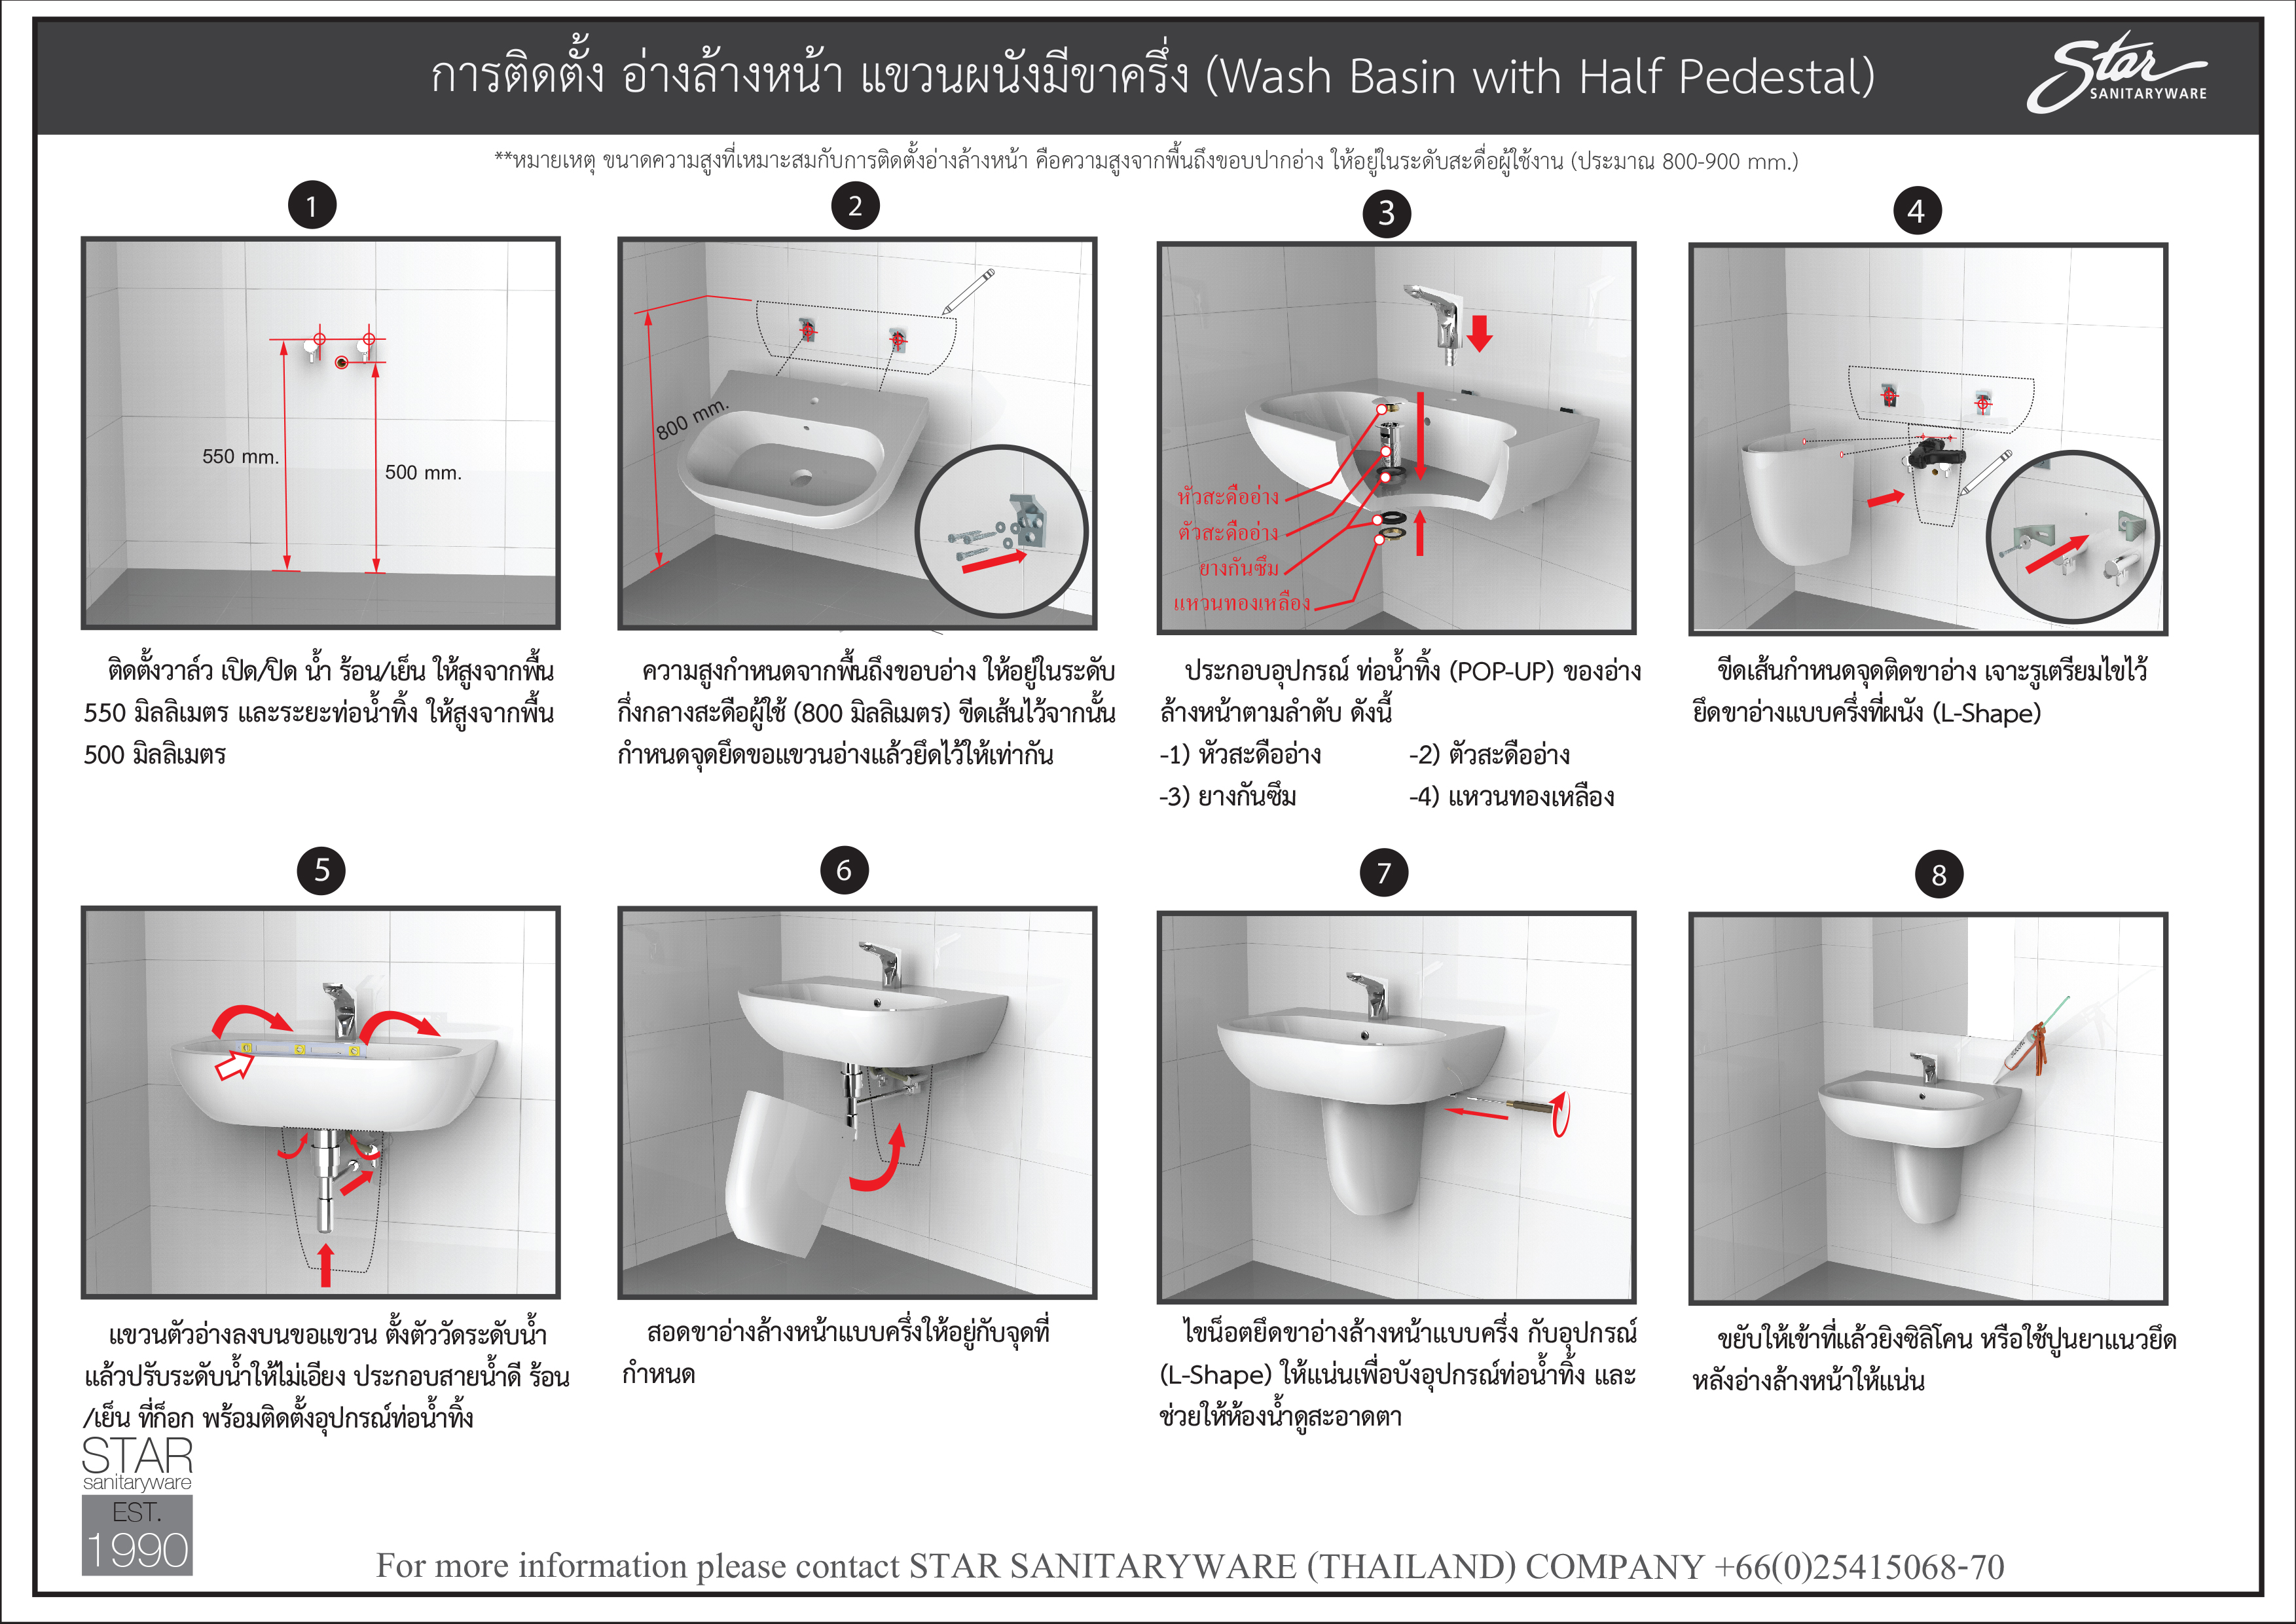 การติดตั้ง อ่างล้างหน้า แขวนผนังมีขาครึ่ง (Wash Basin with Half Pedestal)
Star
SANITARYWARE
**หมายเหตุ ขนาดความสูงที่เหมาะสมกับการติดตั้งอ่างล้างหน้า คือความสูงจากพื้นถึงขอบปากอ่าง ให้อยู่ในระดับสะดื่อผู้ใช้งาน (ประมาณ 800-900 mm.)
1
550 mm.
500 mm.
ติดตั้งวาล์ว เปิด/ปิด น้ำ ร้อน/เย็น ให้สูงจากพื้น
550 มิลลิเมตร และระยะท่อน้ำทิ้ง ให้สูงจากพื้น
500 มิลลิเมตร
2
800 mm.
ความสูงกำหนดจากพื้นถึงขอบอ่าง ให้อยู่ในระดับ
กึ่งกลางสะดือผู้ใช้ (800 มิลลิเมตร) ขีดเส้นไว้จากนั้น
กำหนดจุดยึดขอแขวนอ่างแล้วยึดไว้ให้เท่ากัน
3
หัวสะดืออ่าง
ตัวสะดืออ่าง
ยางกันซึม
แหวนทองเหลือง
ประกอบอุปกรณ์ ท่อน้ำทิ้ง (POP-UP) ของอ่าง
ล้างหน้าตามลำดับ ดังนี้
-1) หัวสะดืออ่าง -2) ตัวสะดืออ่าง
-3) ยางกันซึม -4) แหวนทองเหลือง
4
ขีดเส้นกำหนดจุดติดขาอ่าง เจาะรูเตรียมไขไว้
ยึดขาอ่างแบบครึ่งที่ผนัง (L-Shape)
5
แขวนตัวอ่างลงบนขอแขวน ตั้งตัววัดระดับน้ำ
แล้วปรับระดับน้ำให้ไม่เอียง ประกอบสายน้ำดี ร้อน
/เย็น ที่ก็อก พร้อมติดตั้งอุปกรณ์ท่อน้ำทิ้ง
6
สอดขาอ่างล้างหน้าแบบครึ่งให้อยู่กับจุดที่
กำหนด
7
ไขน็อตยึดขาอ่างล้างหน้าแบบครึ่ง กับอุปกรณ์
(L-Shape) ให้แน่นเพื่อบังอุปกรณ์ท่อน้ำทิ้ง และ
ช่วยให้ห้องน้ำดูสะอาดตา
8
ขยับให้เข้าที่แล้วยิงซิลิโคน หรือใช้ปูนยาแนวยึด
หลังอ่างล้างหน้าให้แน่น
STAR
sanitaryware
EST.
1990
For more information please contact STAR SANITARYWARE (THAILAND) COMPANY +66(0)25415068-70